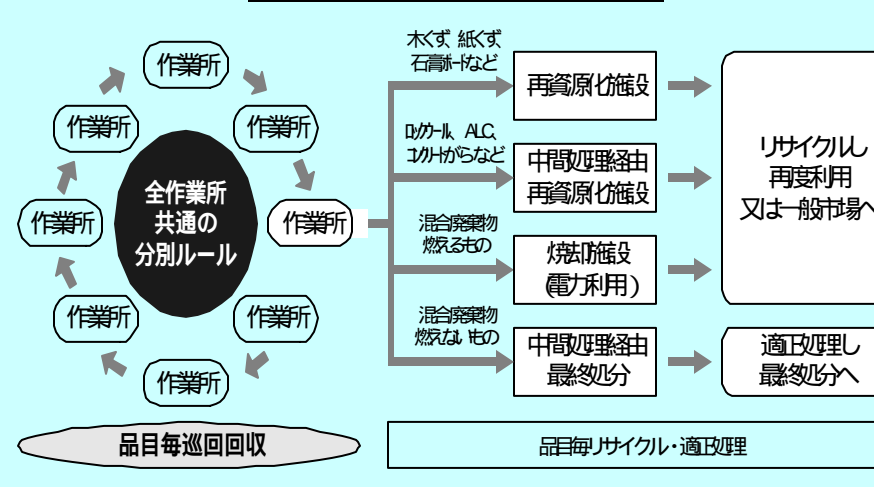 作業所
作業所
作業所
作業所
作業所
作業所
作業所
作業所
全作業所
共通の
分別ルール
品目毎巡回回収
木くず、紙くず、
石膏ボードなど
再資源化施設
ロックウール、ALC、
コンクリートがらなど
中間処理経由
再資源化施設
混合廃棄物
燃えるもの
焼却施設
(電力利用)
混合廃棄物
燃えないもの
中間処理経由
最終処分
リサイクルし
再度利用
又は一般市場へ
適正処理し
最終処分へ
品目毎リサイクル・適正処理